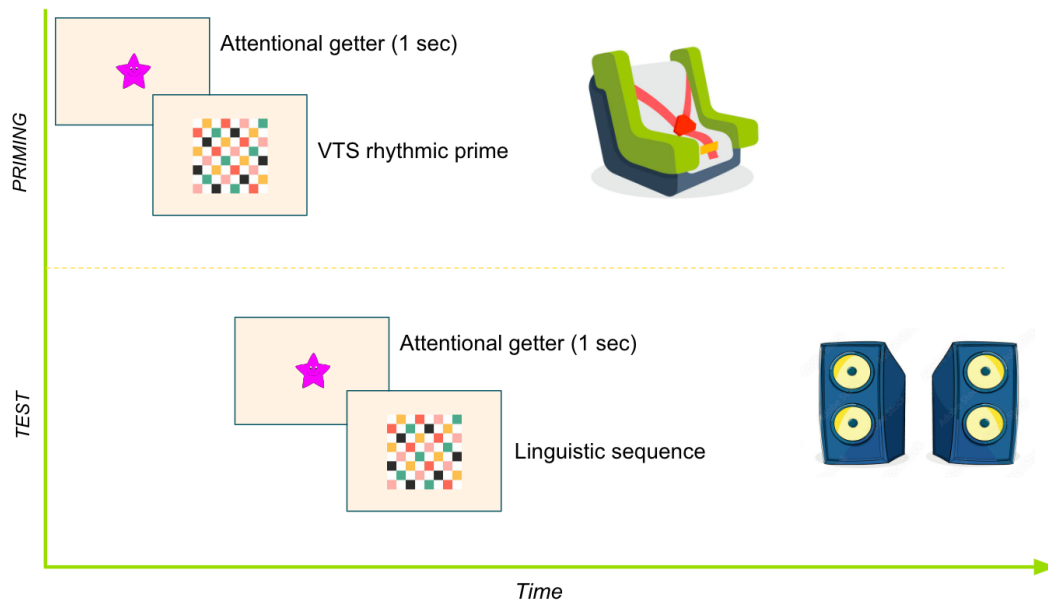 Attentional getter (1 sec)
VTS rhythmic prime
PRIMING
Attentional getter (1 sec)
Linguistic sequence
TEST
Time